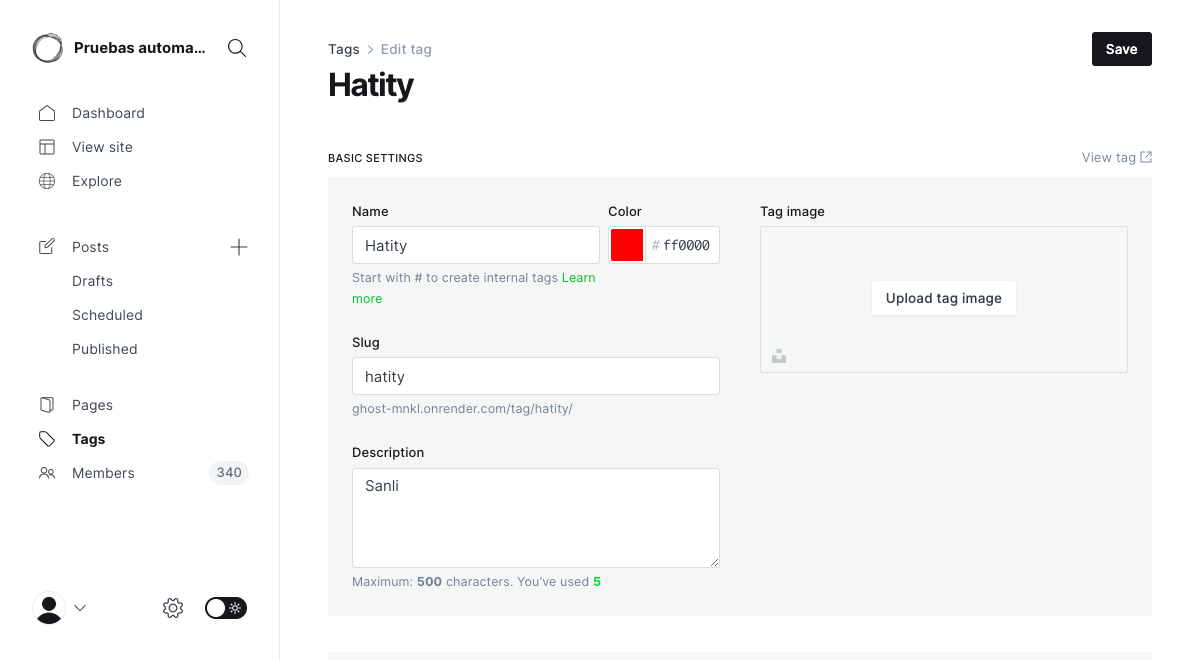 Pruebas automa...
Dashboard
View site
Explore
Posts
Drafts
Scheduled
Published
Pages
Tags
Members 340
Tags > Edit tag
Save
Hatity
BASIC SETTINGS
View tag
Name
Hatity
Color
# ff0000
Start with # to create internal tags Learn
more
Slug
hatity
ghost-mnkl.onrender.com/tag/hatity/
Description
Sanli
Maximum: 500 characters. You've used 5
Tag image
Upload tag image